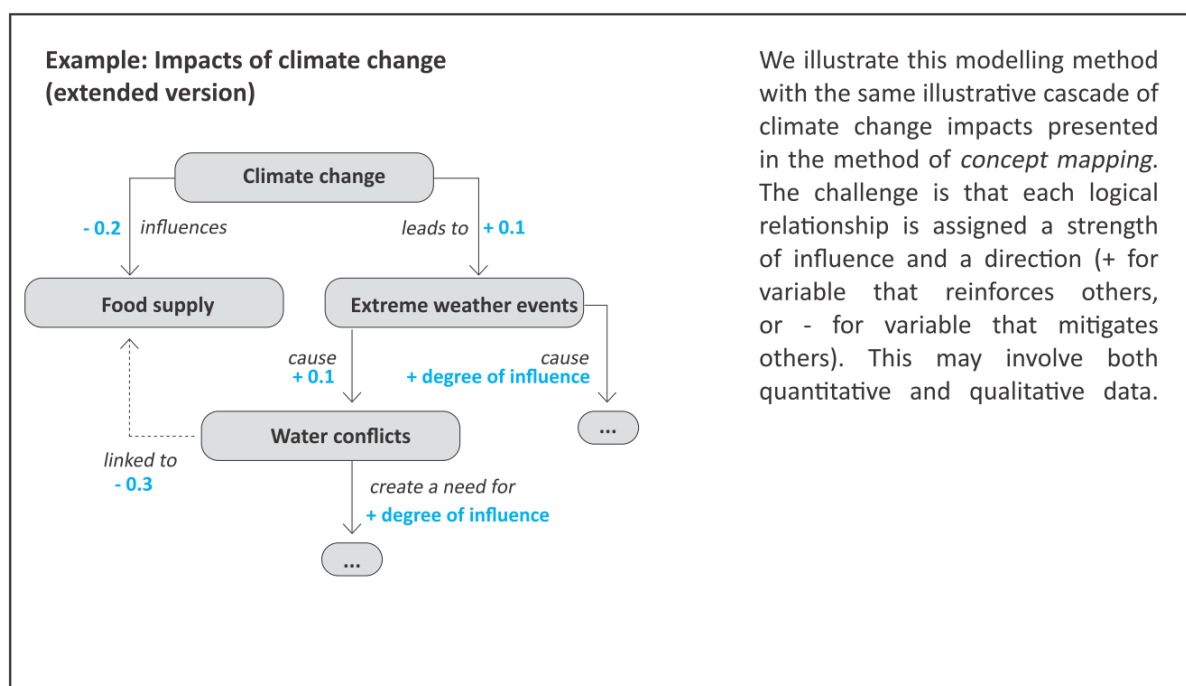 Example: Impacts of climate change
(extended version)
Climate change
- 0.2 influences
leads to + 0.1
Food supply
Extreme weather events
cause
+ 0.1
cause
+ degree of influence
Water conflicts
...
linked to
- 0.3
create a need for
+ degree of influence
...
We illustrate this modelling method
with the same illustrative cascade of
climate change impacts presented
in the method of concept mapping.
The challenge is that each logical
relationship is assigned a strength
of influence and a direction (+ for
variable that reinforces others,
or - for variable that mitigates
others). This may involve both
quantitative and qualitative data.